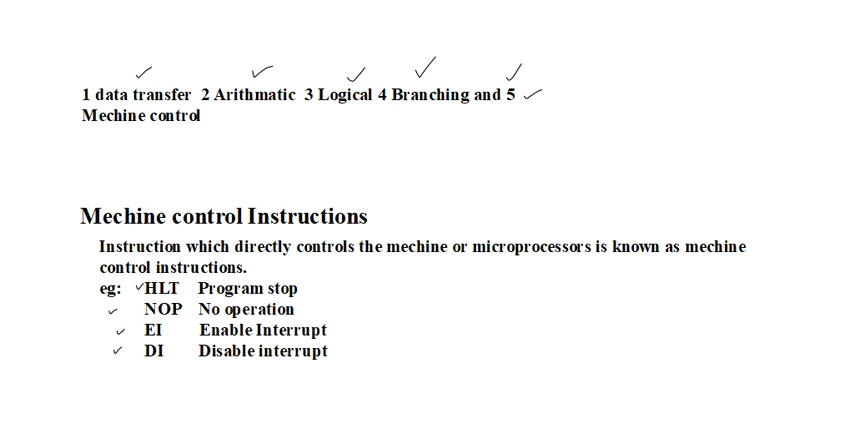 1 data transfer 2 Arithmatic 3 Logical 4 Branching and 5
Mechine control
Mechine control Instructions
Instruction which directly controls the mechine or microprocessors is known as mechine
control instructions.
eg: HLT Program stop
NOP No operation
EI Enable Interrupt
DI Disable interrupt